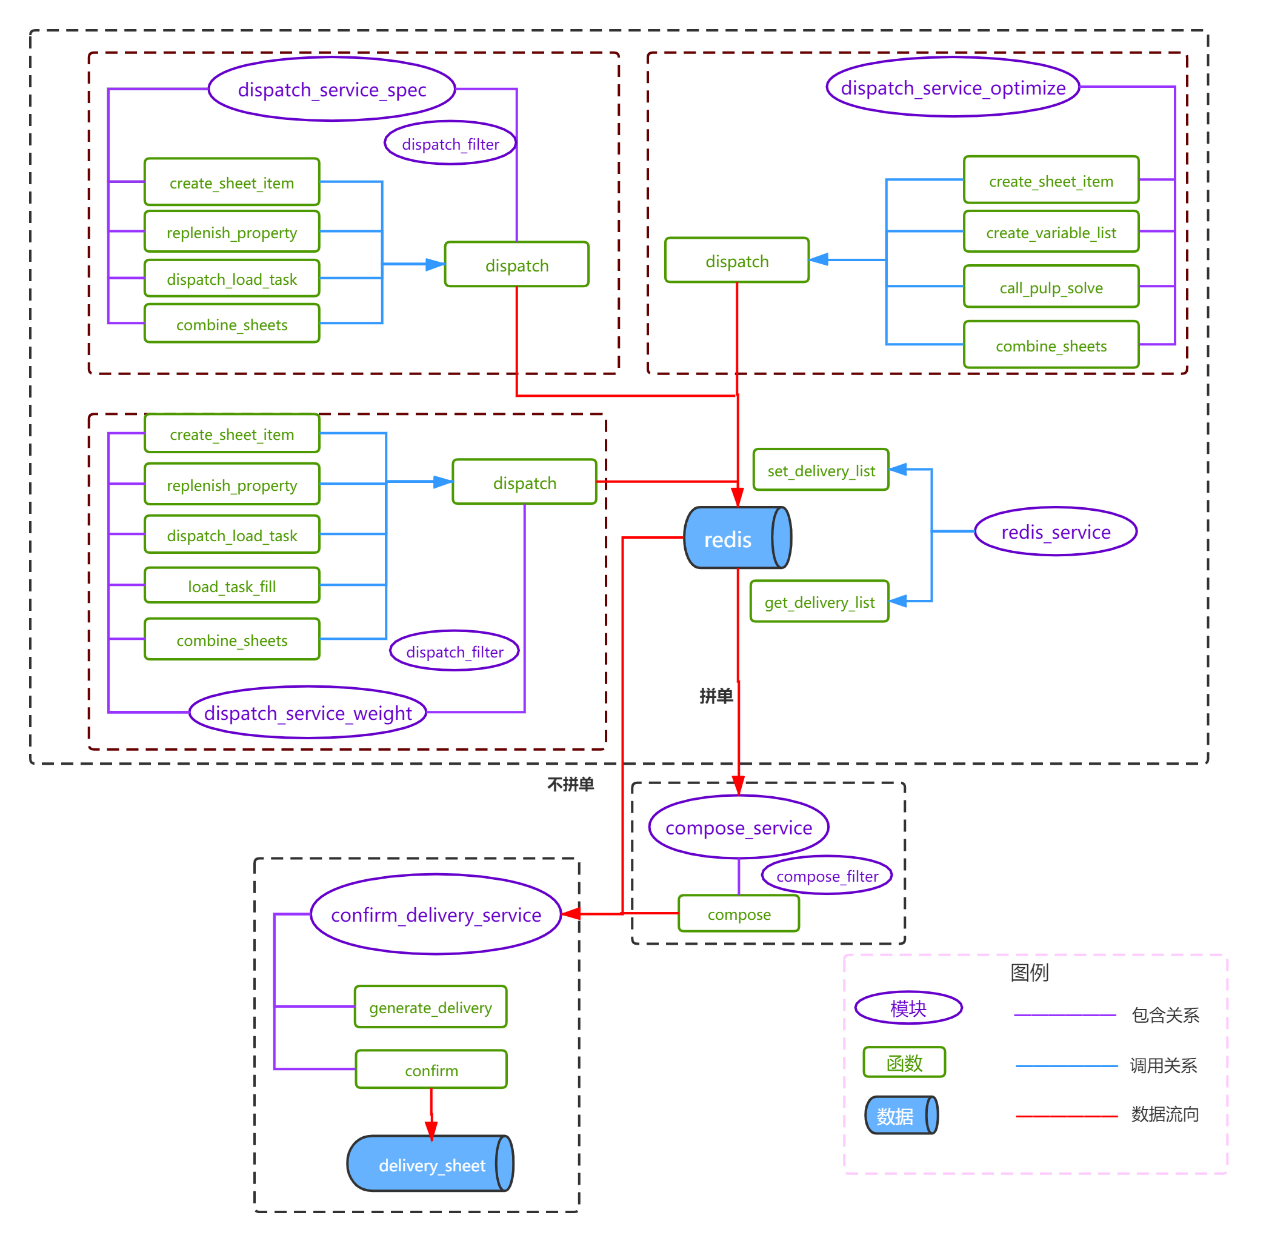 dispatch_service_spec
dispatch_filter
create_sheet_item
replenish_property
dispatch_load_task
combine_sheets
dispatch
dispatch_service_optimize
create_sheet_item
create_variable_list
call_pulp_solve
combine_sheets
dispatch
create_sheet_item
replenish_property
dispatch_load_task
load_task_fill
combine_sheets
dispatch
dispatch_filter
dispatch_service_weight
set_delivery_list
redis
redis_service
get_delivery_list
拼单
不拼单
compose_service
compose_filter
compose
confirm_delivery_service
generate_delivery
confirm
delivery_sheet
图例
模块
包含关系
函数
调用关系
数据
数据流向